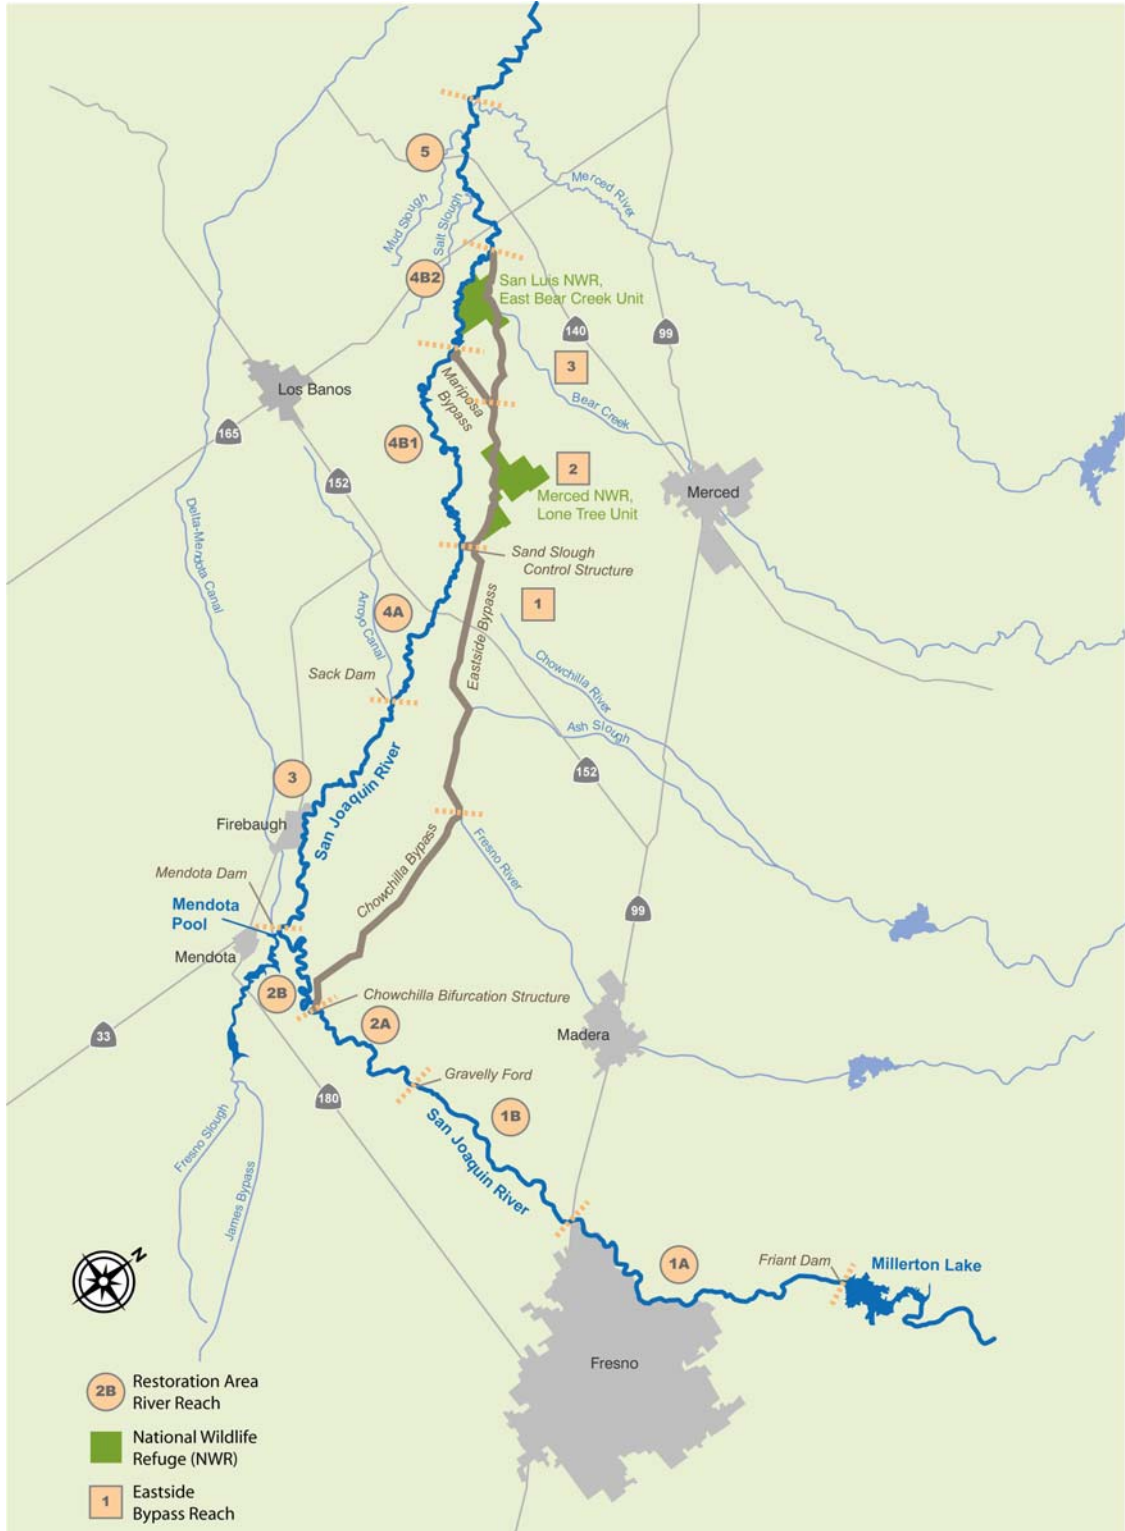 5
Merced River
Mud Slough
Salt Slough
4B2
San Luis NWR,
East Bear Creek Unit
140
99
3
Los Banos
Mariposa
Bypass
Bear Creek
165
4B1
152
2
Merced
Merced NWR,
Lone Tree Unit
Delta-Mendota Canal
Sand Slough
Control Structure
4A
Arroyo Canal
Eastside Bypass
1
Sack Dam
Chowchilla River
Ash Slough
152
3
San Joaquin River
Firebaugh
Chowchilla Bypass
Fresno River
Mendota Dam
Mendota
Pool
99
Mendota
2B
Chowchilla Bifurcation Structure
2A
33
Madera
Gravelly Ford
180
1B
Fresno Slough
San Joaquin River
James Bypass
N
1A
Friant Dam
Millerton Lake
Fresno
2B
Restoration Area
River Reach
National Wildlife
Refuge (NWR)
1
Eastside
Bypass Reach